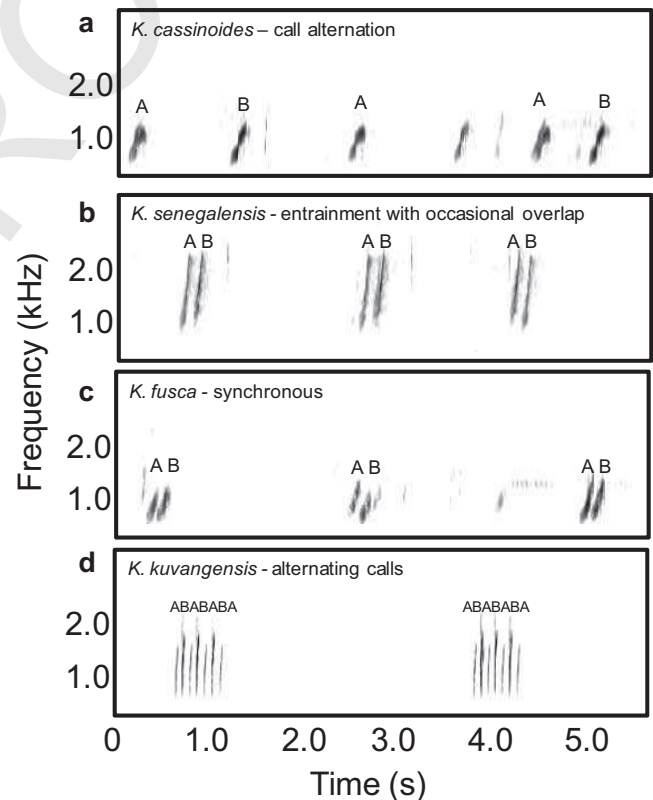 a
K. cassinoides – call alternation
2.0
1.0
A B A A B
b
K. senegalensis - entrainment with occasional overlap
2.0
1.0
A B A B A B
c
K. fusca - synchronous
2.0
1.0
A B A B A B
d
K. kuvangensis - alternating calls
2.0
1.0
ABABABA ABABABA
Frequency (kHz)
0 1.0 2.0 3.0 4.0 5.0
Time (s)